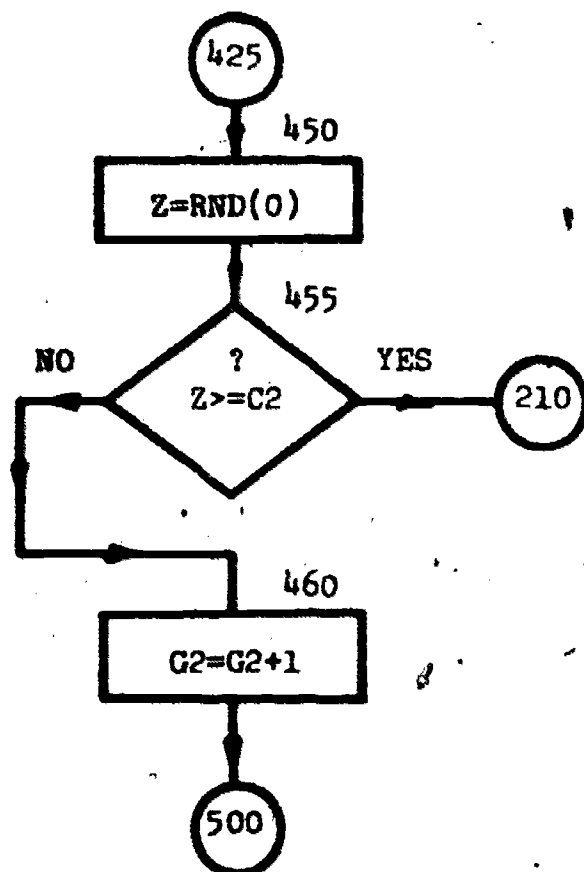 425
450
Z=RND(0)
455
NO
?
YES
Z>=C2
210
460
G2=G2+1
500